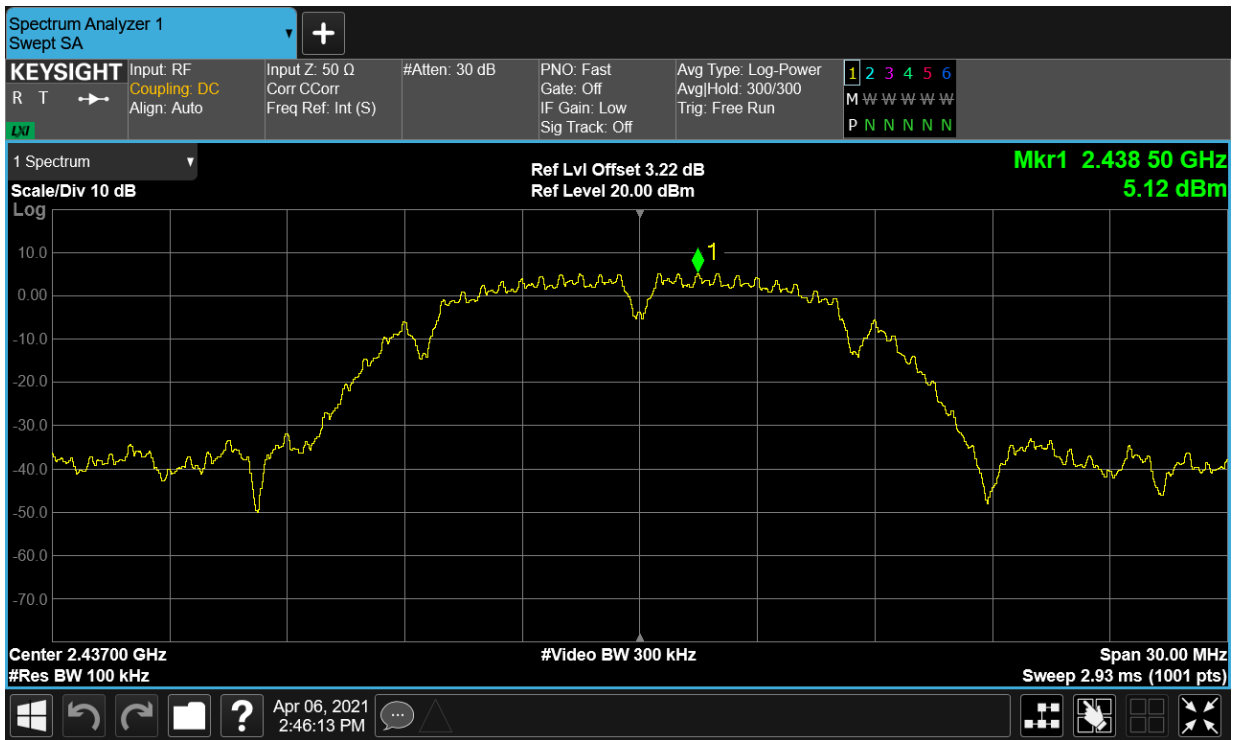 Spectrum Analyzer 1
Swept SA
+
KEYSIGHT
R T
LXI
Input: RF
Coupling: DC
Align: Auto
Input Z: 50 Ω
Corr CCorr
Freq Ref: Int (S)
#Atten: 30 dB
PNO: Fast
Gate: Off
IF Gain: Low
Sig Track: Off
Avg Type: Log-Power
Avg|Hold: 300/300
Trig: Free Run
1 2 3 4 5 6
M W W W W W
P N N N N N
1 Spectrum
Scale/Div 10 dB
Log
Ref Lvl Offset 3.22 dB
Ref Level 20.00 dBm
Mkr1 2.438 50 GHz
5.12 dBm
1
10.0
0.00
-10.0
-20.0
-30.0
-40.0
-50.0
-60.0
-70.0
Center 2.43700 GHz
#Res BW 100 kHz
#Video BW 300 kHz
Span 30.00 MHz
Sweep 2.93 ms (1001 pts)
?
Apr 06, 2021
2:46:13 PM